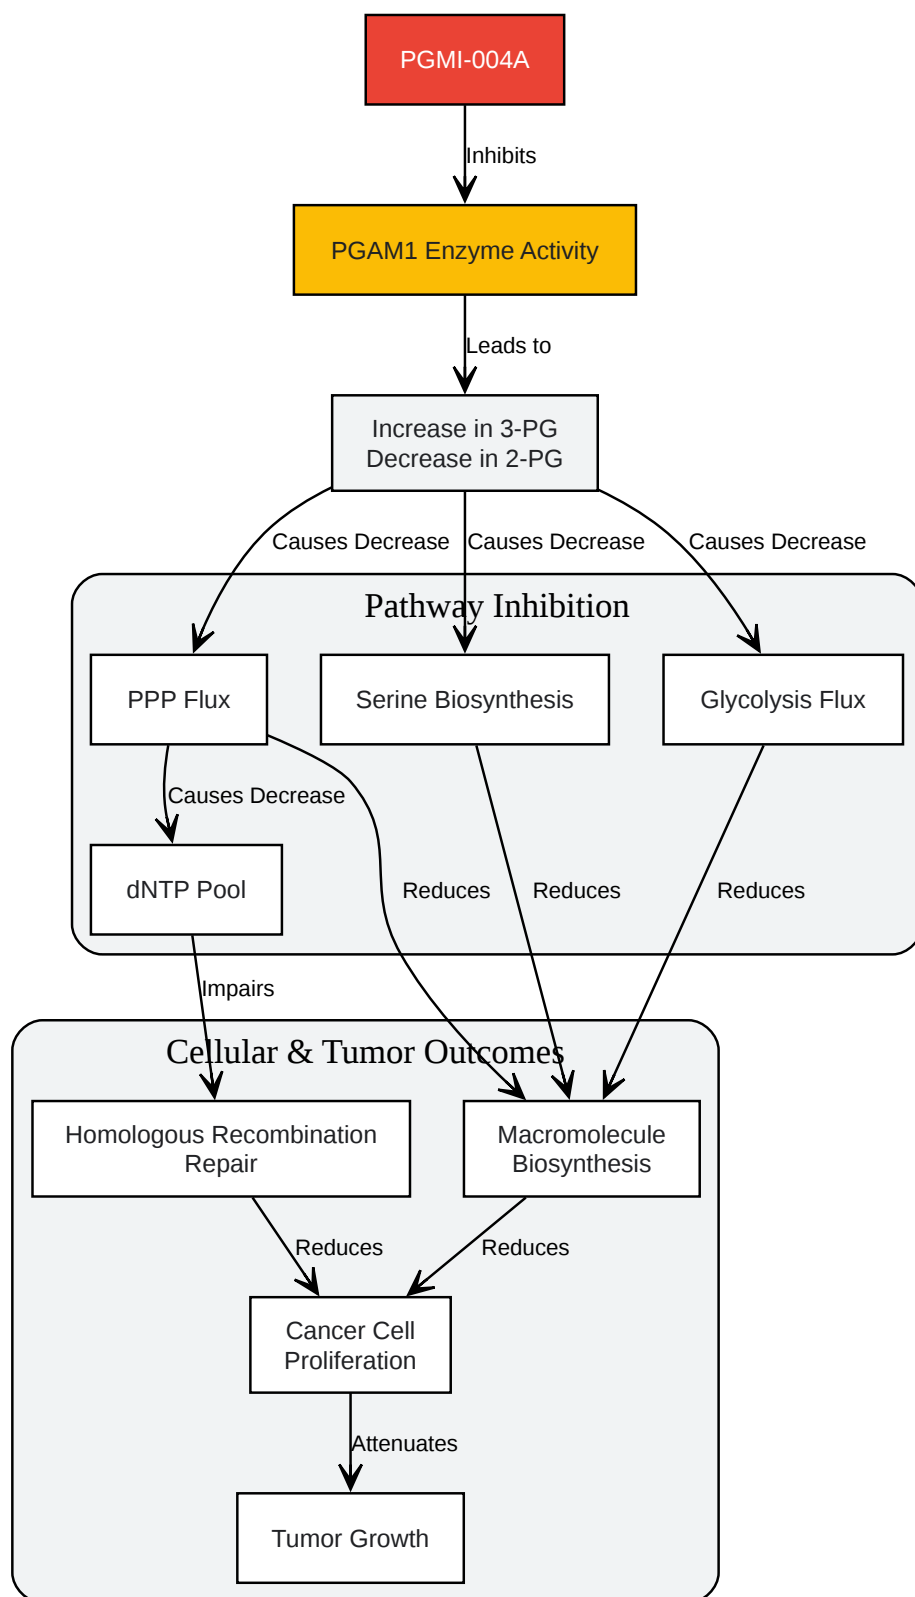 PGMI-004A
Inhibits
PGAM1 Enzyme Activity
Leads to
Increase in 3-PG
Decrease in 2-PG
Causes Decrease
Causes Decrease
Causes Decrease
Pathway Inhibition
PPP Flux
Serine Biosynthesis
Glycolysis Flux
Causes Decrease
dNTP Pool
Reduces
Reduces
Reduces
Impairs
Cellular & Tumor Outcomes
Homologous Recombination
Repair
Macromolecule
Biosynthesis
Reduces
Reduces
Cancer Cell
Proliferation
Attenuates
Tumor Growth